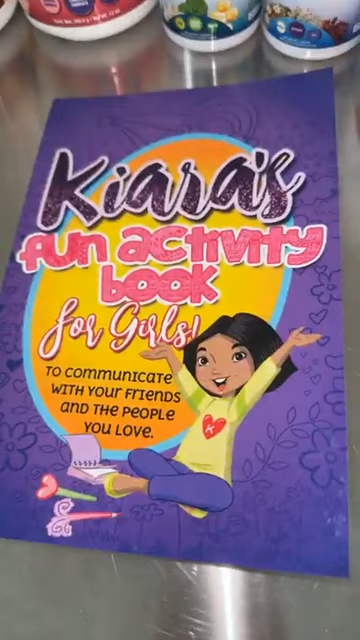 Kiara's
fun activity
book
for Girls!
TO COMMUNICATE
WITH YOUR FRIENDS
AND THE PEOPLE
YOU LOVE.
K